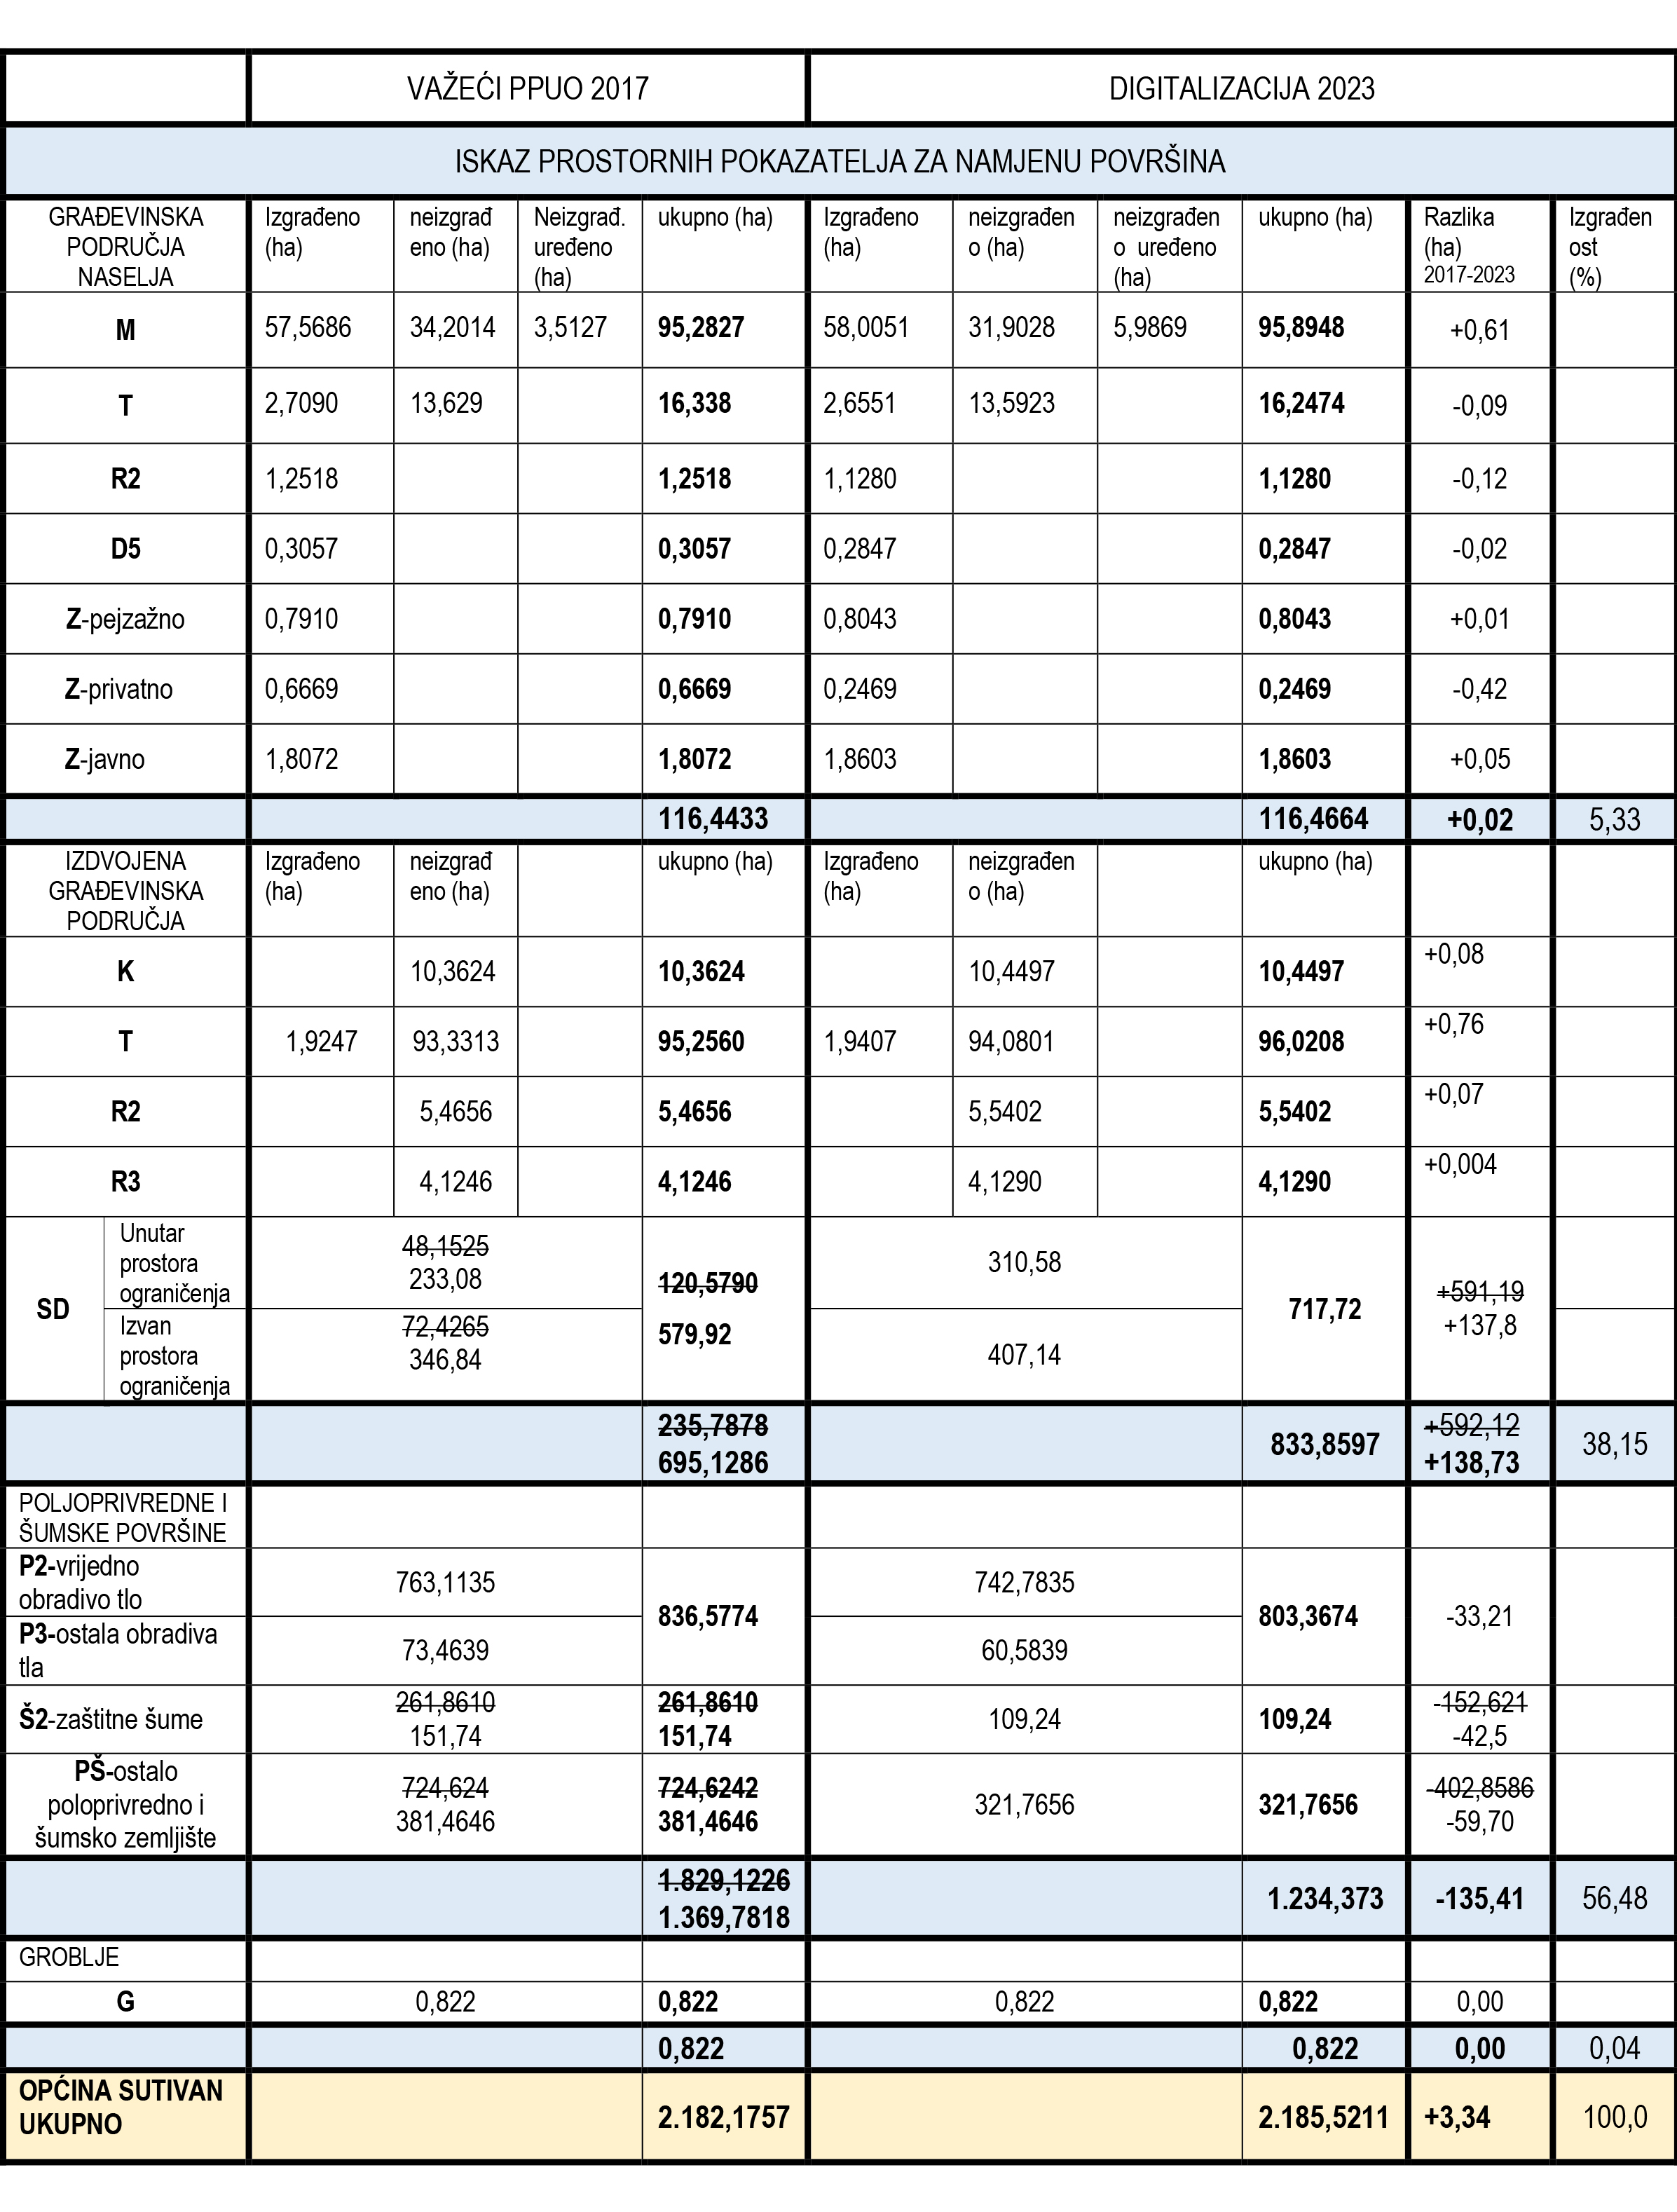 VAŽEĆI PPUO 2017 DIGITALIZACIJA 2023
ISKAZ PROSTORNIH POKAZATELJA ZA NAMJENU POVRŠINA
GRAĐEVINSKA PODRUČJA NASELJA Izgrađeno (ha) neizgrađ eno (ha) Neizgrađ. uređeno (ha) ukupno (ha) Izgrađeno (ha) neizgrađen o (ha) neizgrađen o uređeno (ha) ukupno (ha) Razlika (ha) 2017-2023 Izgrađen ost (%)
M 57,5686 34,2014 3,5127 95,2827 58,0051 31,9028 5,9869 95,8948 +0,61
T 2,7090 13,629 16,338 2,6551 13,5923 16,2474 -0,09
R2 1,2518 1,2518 1,1280 1,1280 -0,12
D5 0,3057 0,3057 0,2847 0,2847 -0,02
Z-pejzažno 0,7910 0,7910 0,8043 0,8043 +0,01
Z-privatno 0,6669 0,6669 0,2469 0,2469 -0,42
Z-javno 1,8072 1,8072 1,8603 1,8603 +0,05
116,4433 116,4664 +0,02 5,33
IZDVOJENA GRAĐEVINSKA PODRUČJA Izgrađeno (ha) neizgrađ eno (ha) ukupno (ha) Izgrađeno (ha) neizgrađen o (ha) ukupno (ha)
K 10,3624 10,3624 10,4497 10,4497 +0,08
T 1,9247 93,3313 95,2560 1,9407 94,0801 96,0208 +0,76
R2 5,4656 5,4656 5,5402 5,5402 +0,07
R3 4,1246 4,1246 4,1290 4,1290 +0,004
SD
Unutar prostora ograničenja 48,1525 233,08 310,58
Izvan prostora ograničenja 72,4265 346,84 407,14
120,5790 579,92 717,72 +591,19 +137,8
235,7878 695,1286 833,8597 +592,12 +138,73 38,15
POLJOPRIVREDNE I ŠUMSKE POVRŠINE
P2-vrijedno obradivo tlo 763,1135 742,7835
836,5774 803,3674 -33,21
P3-ostala obradiva tla 73,4639 60,5839
Š2-zaštitne šume 261,8610 151,74 261,8610 151,74 109,24 109,24 -152,621 -42,5
PŠ-ostalo poloprivredno i šumsko zemljište 724,624 381,4646 724,6242 381,4646 321,7656 321,7656 -402,8586 -59,70
1.829,1226 1.369,7818 1.234,373 -135,41 56,48
GROBLJE
G 0,822 0,822 0,822 0,822 0,00
0,822 0,822 0,00 0,04
OPĆINA SUTIVAN UKUPNO 2.182,1757 2.185,5211 +3,34 100,0